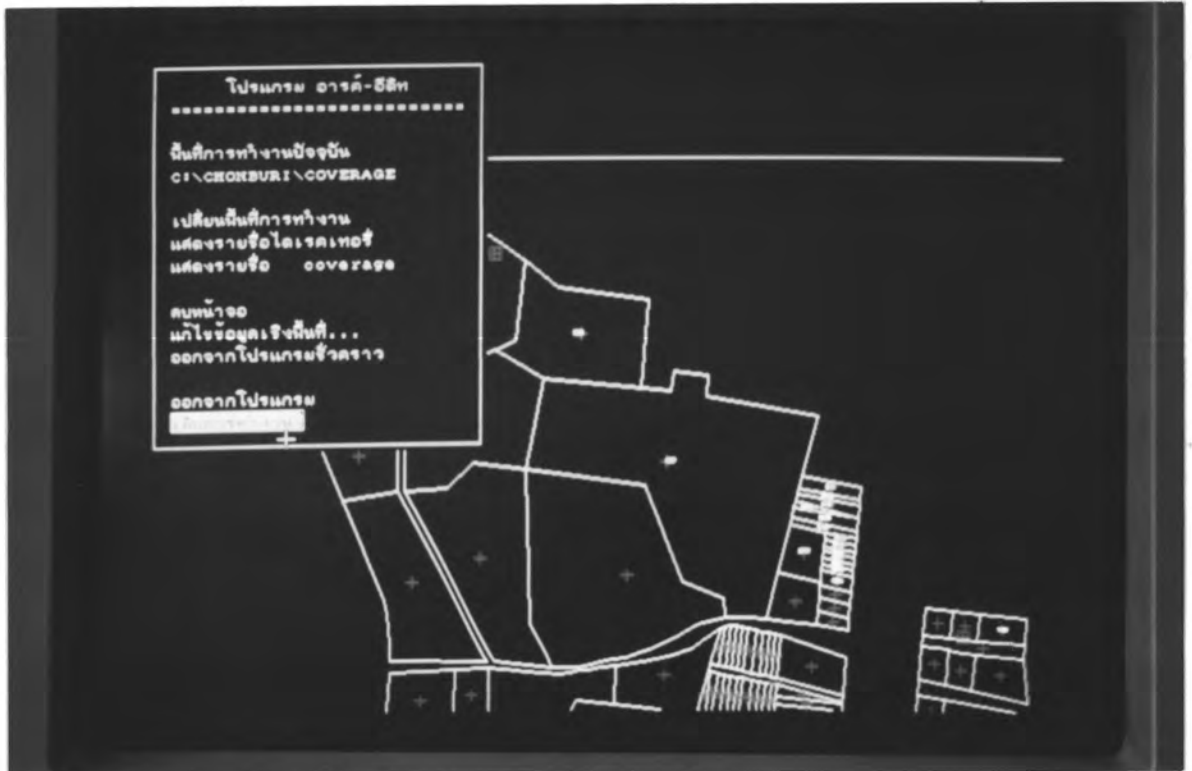 โปรแกรม อารค์-อีดิท
พื้นที่การทำงานปัจจุบัน
C:\CHONBURI\COVERAGE
เปลี่ยนพื้นที่การทำงาน
แสดงรายชื่อไดเรคเทอรี่
แสดงรายชื่อ coverage
ลบหน้าจอ
แก้ไขข้อมูลเชิงพื้นที่...
ออกจากโปรแกรมชั่วคราว
ออกจากโปรแกรม